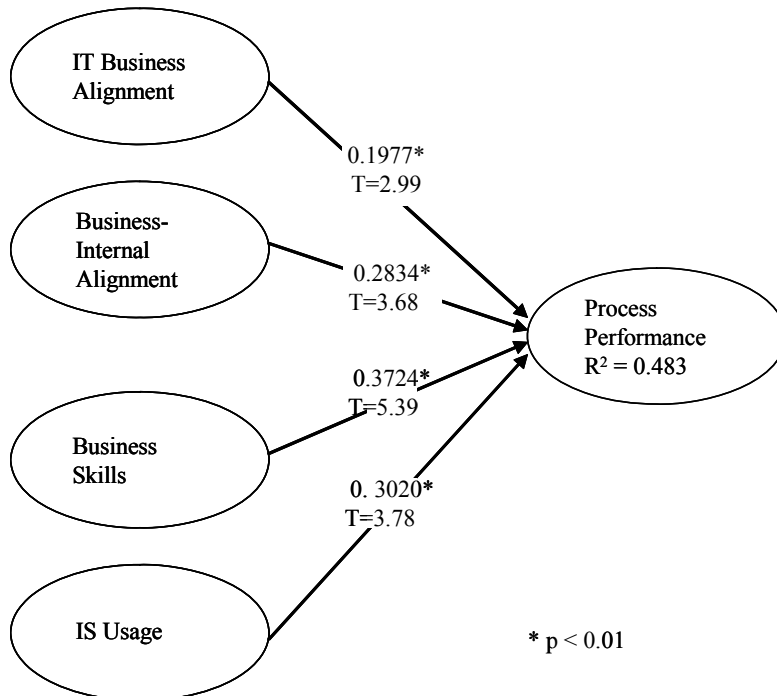 IT Business
Alignment
0.1977*
T=2.99
Business-
Internal
Alignment
0.2834*
T=3.68
Process
Performance
R² = 0.483
0.3724*
T=5.39
Business
Skills
0. 3020*
T=3.78
IS Usage
* p < 0.01